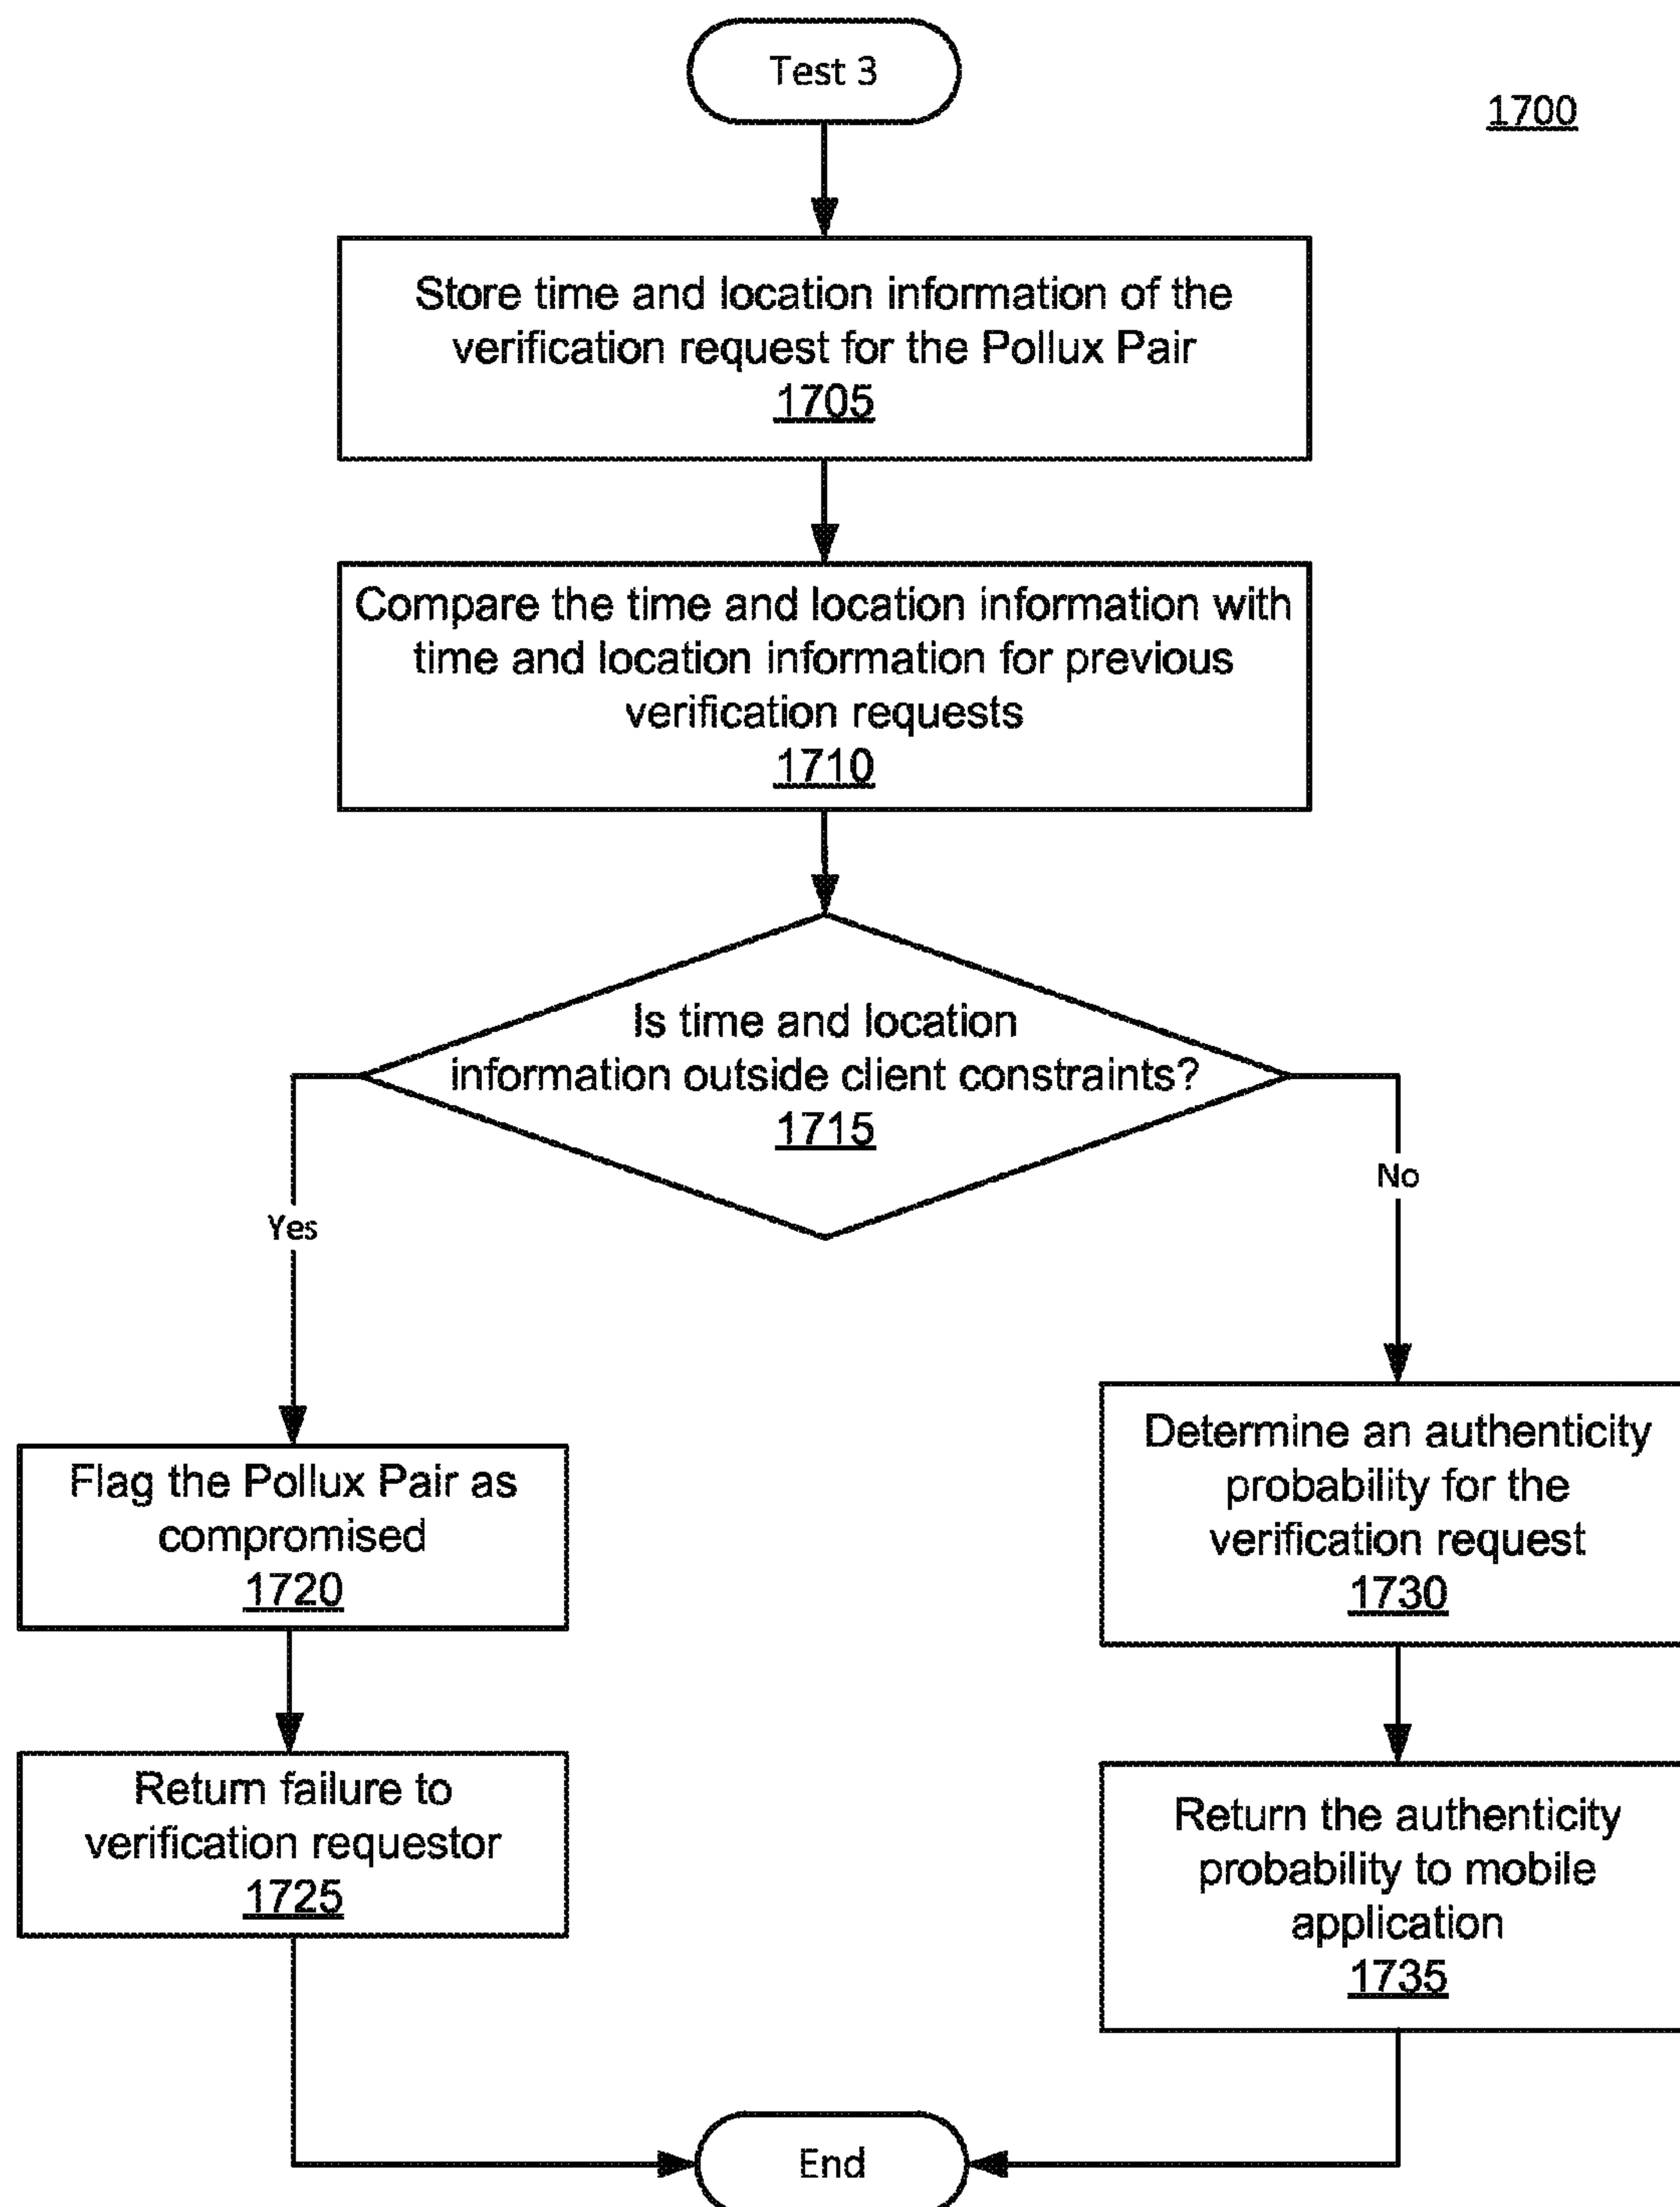 Test 3
1700
Store time and location information of the
verification request for the Pollux Pair
1705
Compare the time and location information with
time and location information for previous
verification requests
1710
Is time and location
information outside client constraints?
1715
Yes
No
Flag the Pollux Pair as
compromised
1720
Return failure to
verification requestor
1725
Determine an authenticity
probability for the
verification request
1730
Return the authenticity
probability to mobile
application
1735
End